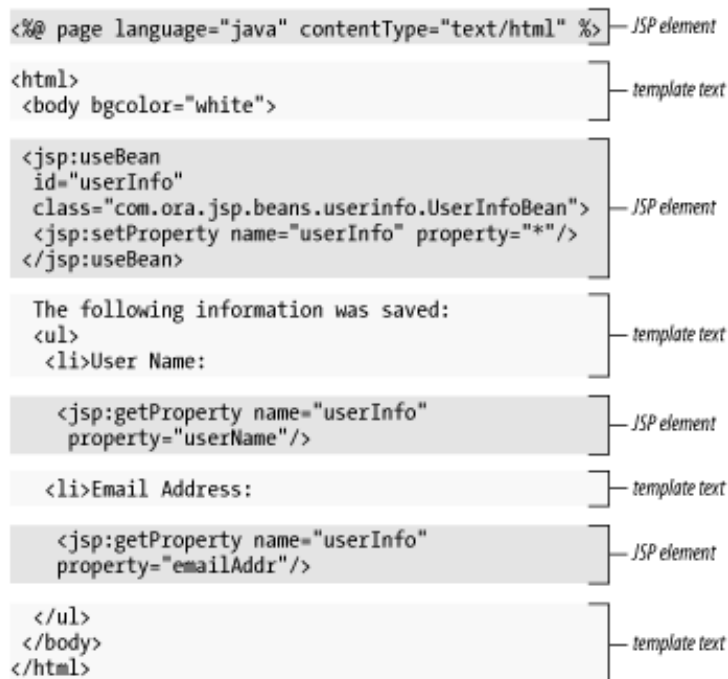 <%@ page language="java" contentType="text/html" %>
JSP element
<html>
<body bgcolor="white">
template text
<jsp:useBean
id="userInfo"
class="com.ora.jsp.beans.userinfo.UserInfoBean">
<jsp:setProperty name="userInfo" property="*"/>
</jsp:useBean>
JSP element
The following information was saved:
<ul>
<li>User Name:
template text
<jsp:getProperty name="userInfo"
property="userName"/>
JSP element
<li>Email Address:
template text
<jsp:getProperty name="userInfo"
property="emailAddr"/>
JSP element
</ul>
</body>
</html>
template text